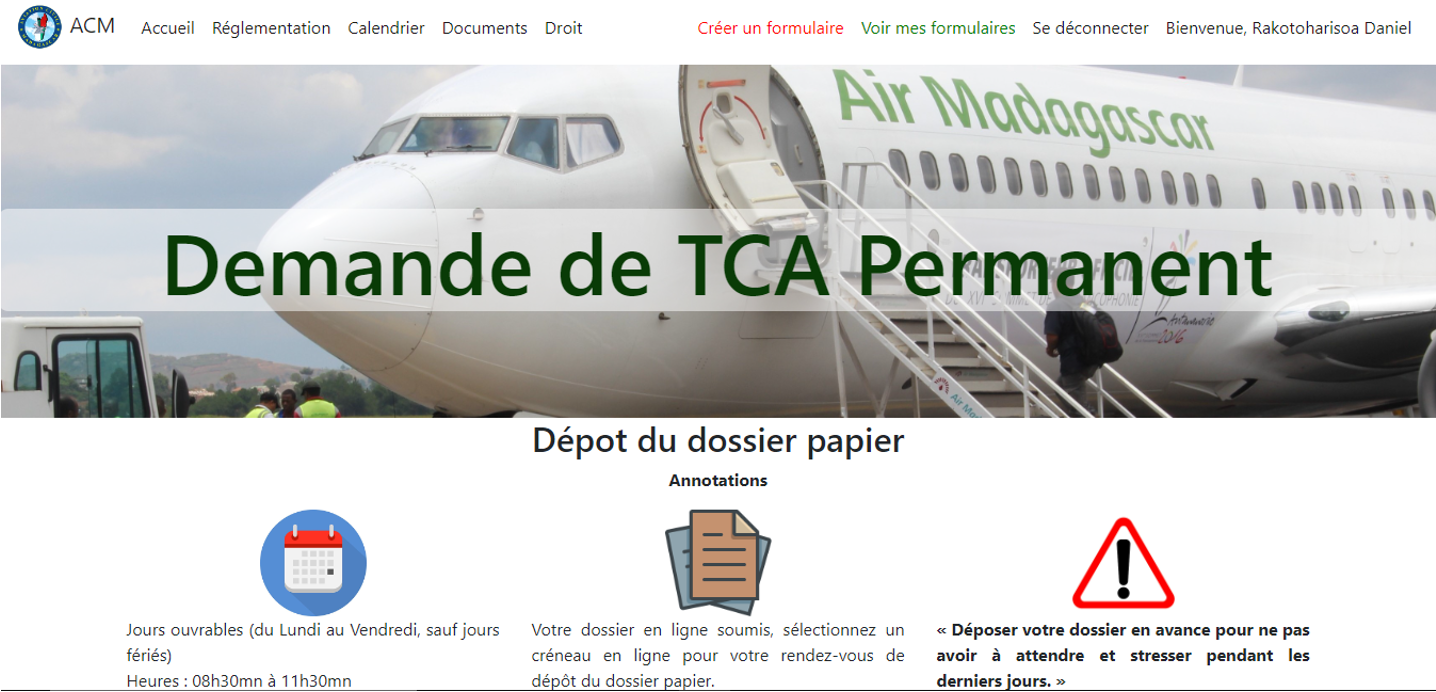 ACM Accueil Réglementation Calendrier Documents Droit Créer un formulaire Voir mes formulaires Se déconnecter Bienvenue, Rakotoharisoa Daniel
Air Madagascar
Demande de TCA Permanent
2016
Dépot du dossier papier
Annotations
Jours ouvrables (du Lundi au Vendredi, sauf jours
fériés)
Heures : 08h30mn à 11h30mn
Votre dossier en ligne soumis, sélectionnez un
créneau en ligne pour votre rendez-vous de
dépôt du dossier papier.
« Déposer votre dossier en avance pour ne pas
avoir à attendre et stresser pendant les
derniers jours. »